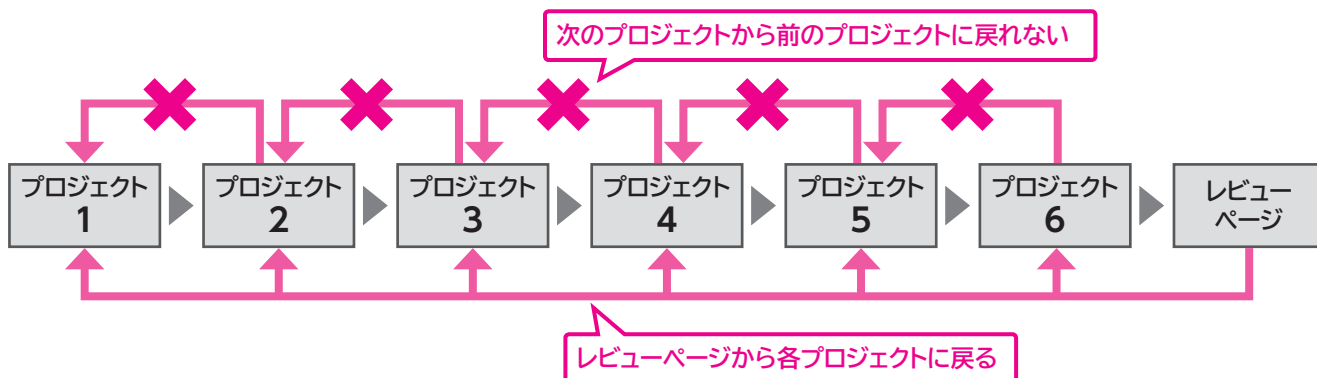 次のプロジェクトから前のプロジェクトに戻れない
プロジェクト
1
プロジェクト
2
プロジェクト
3
プロジェクト
4
プロジェクト
5
プロジェクト
6
レビュー
ページ
レビューページから各プロジェクトに戻る